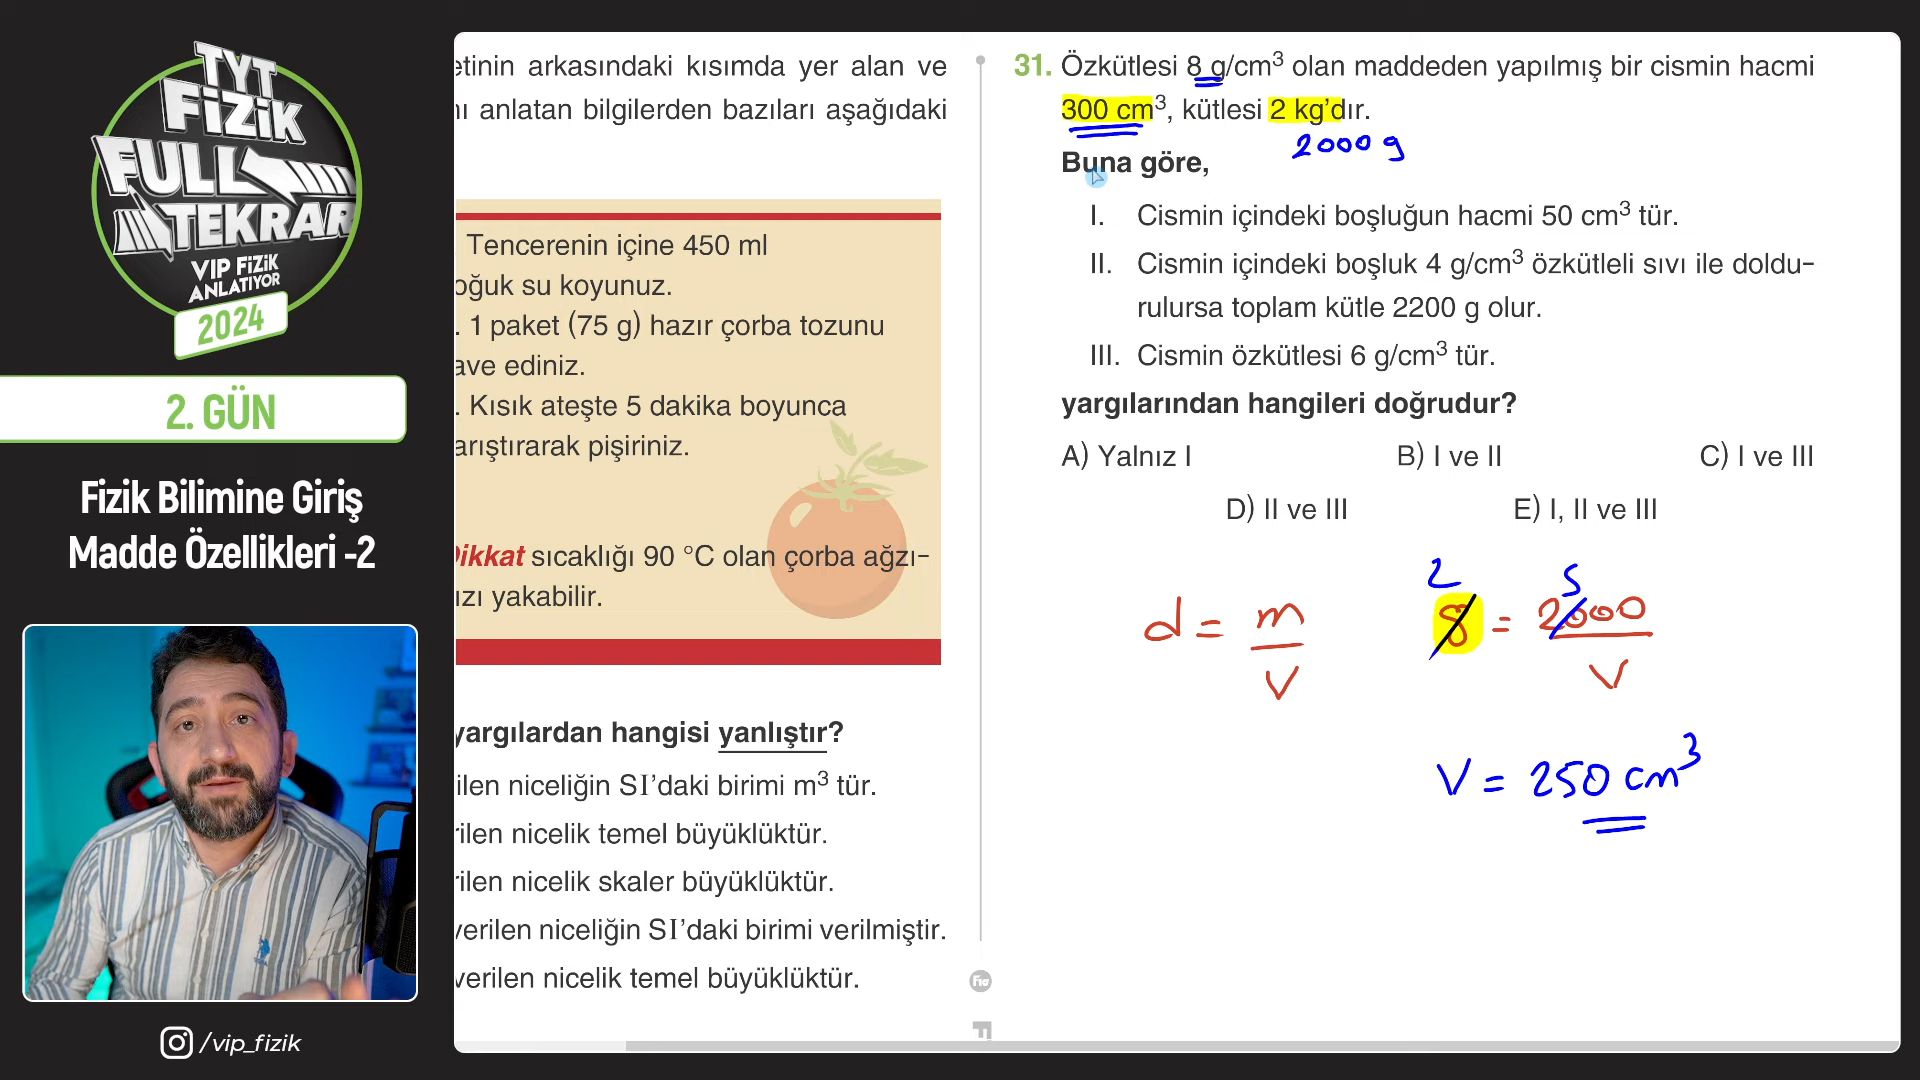 TYT
FİZİK
FULL
TEKRAR
VIP FİZİK
ANLATIYOR
2024
2. GÜN
Fizik Bilimine Giriş
Madde Özellikleri -2
/vip_fizik
etinin arkasındaki kısımda yer alan ve
nı anlatan bilgilerden bazıları aşağıdaki
Tencerenin içine 450 ml
oğuk su koyunuz.
. 1 paket (75 g) hazır çorba tozunu
ave ediniz.
. Kısık ateşte 5 dakika boyunca
arıştırarak pişiriniz.
Dikkat sıcaklığı 90 °C olan çorba ağzı-
ızı yakabilir.
yargılardan hangisi yanlıştır?
ilen niceliğin SI’daki birimi m³ tür.
rilen nicelik temel büyüklüktür.
rilen nicelik skaler büyüklüktür.
verilen niceliğin SI’daki birimi verilmiştir.
verilen nicelik temel büyüklüktür.
31. Özkütlesi 8 g/cm³ olan maddeden yapılmış bir cismin hacmi
300 cm³, kütlesi 2 kg’dır.
2000 g
Buna göre,
I. Cismin içindeki boşluğun hacmi 50 cm³ tür.
II. Cismin içindeki boşluk 4 g/cm³ özkütleli sıvı ile doldu-
rulursa toplam kütle 2200 g olur.
III. Cismin özkütlesi 6 g/cm³ tür.
yargılarından hangileri doğrudur?
A) Yalnız I B) I ve II C) I ve III
D) II ve III E) I, II ve III
2 5
d = m 8 = 2000
V V
V = 250 cm³
Fio
F